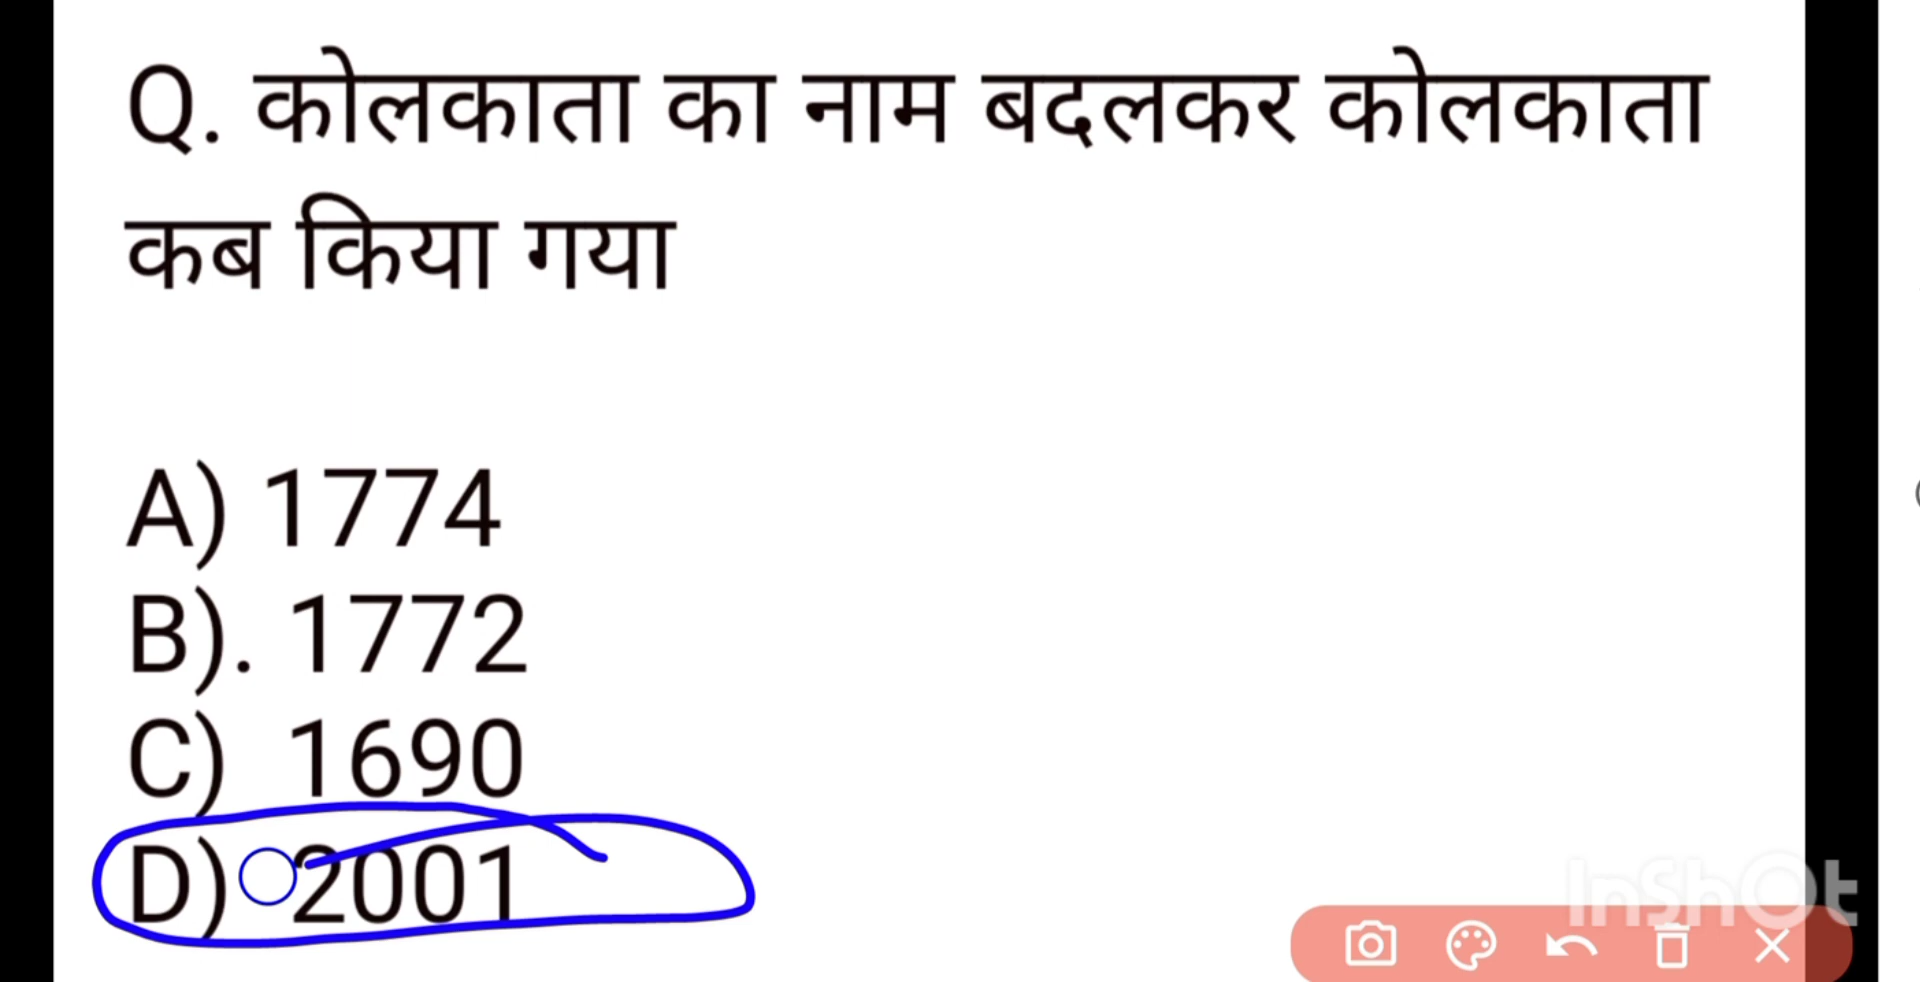 Q. कोलकाता का नाम बदलकर कोलकाता
कब किया गया
A) 1774
B). 1772
C) 1690
D) 2001
InShOt